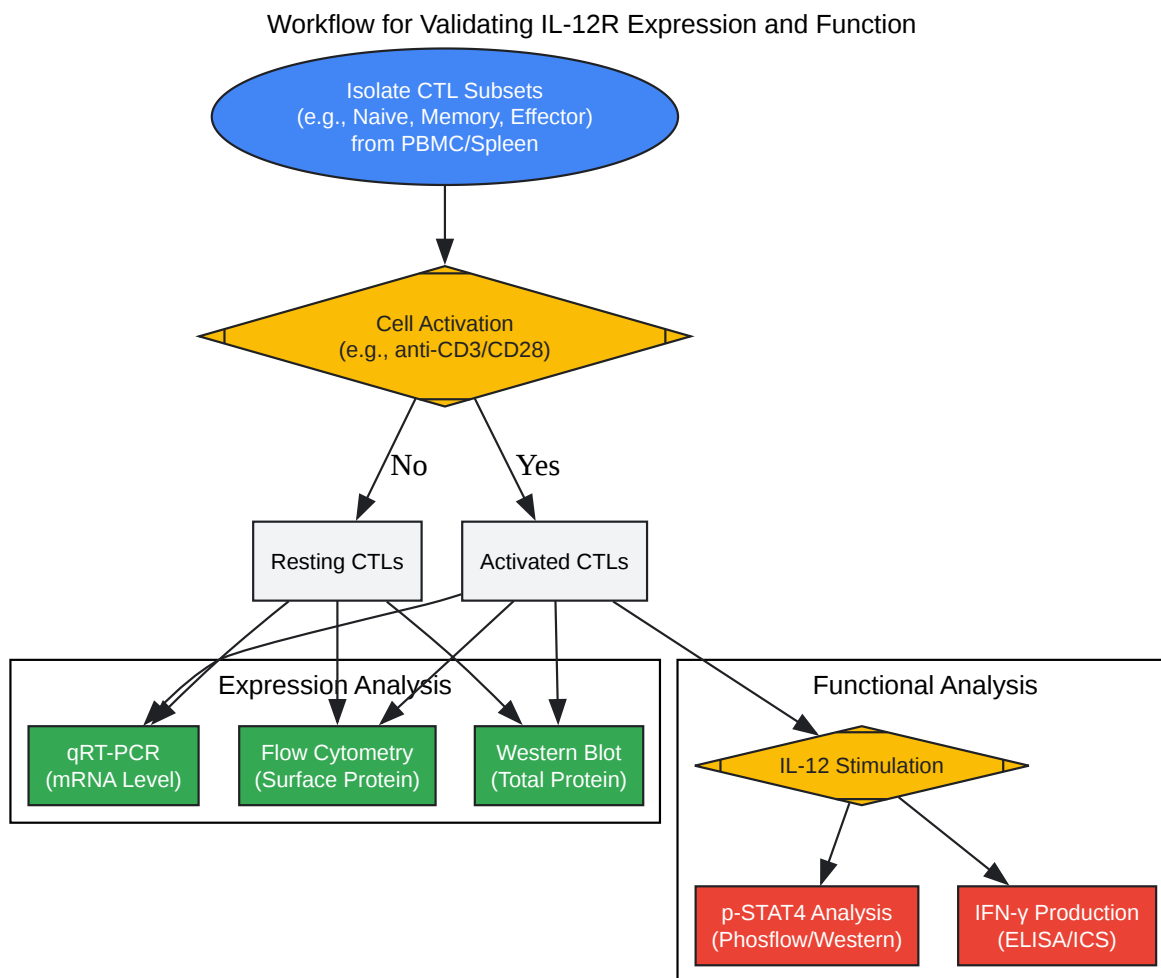 Workflow for Validating IL-12R Expression and Function
Isolate CTL Subsets
(e.g., Naive, Memory, Effector)
from PBMC/Spleen
Cell Activation
(e.g., anti-CD3/CD28)
No
Yes
Resting CTLs
Activated CTLs
Expression Analysis
Functional Analysis
qRT-PCR
(mRNA Level)
Flow Cytometry
(Surface Protein)
Western Blot
(Total Protein)
IL-12 Stimulation
p-STAT4 Analysis
(Phosflow/Western)
IFN-γ Production
(ELISA/ICS)